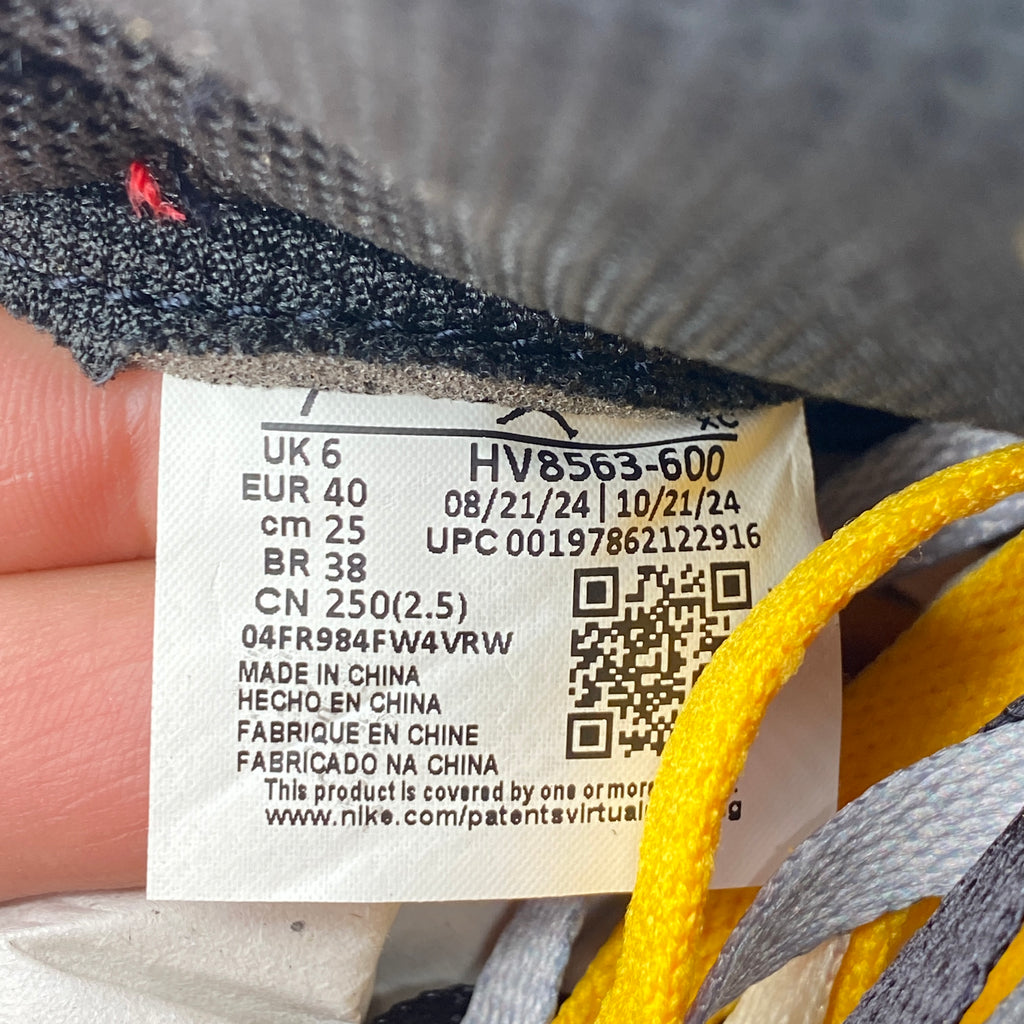 XC
UK 6
HV8563-600
EUR 40
08/21/24 | 10/21/24
cm 25
UPC 00197862122916
BR 38
CN 250(2.5)
04FR984FW4VRW
MADE IN CHINA
HECHO EN CHINA
FABRIQUE EN CHINE
FABRICADO NA CHINA
This product is covered by one or more
www.nike.com/patentsvirtual